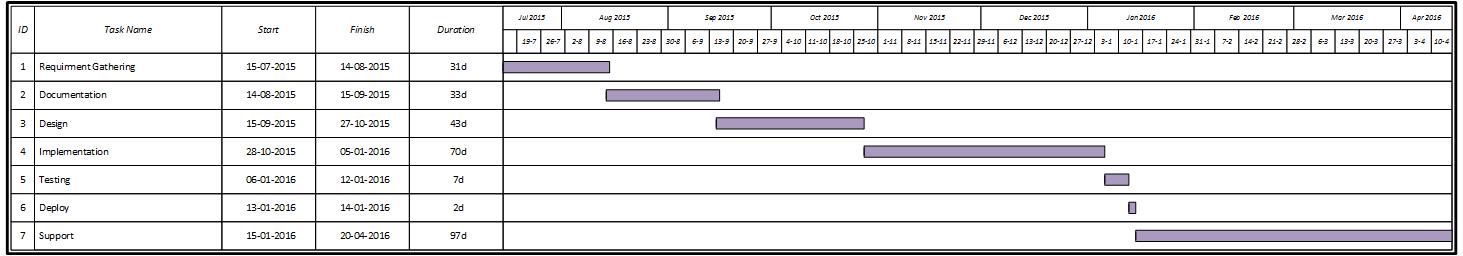 ID Task Name Start Finish Duration Jul 2015 Aug 2015 Sep 2015 Oct 2015 Nov 2015 Dec 2015 Jan 2016 Feb 2016 Mar 2016 Apr 2016
19-7 26-7 2-8 9-8 16-8 23-8 30-8 6-9 13-9 20-9 27-9 4-10 11-10 18-10 25-10 1-11 8-11 15-11 22-11 29-11 6-12 13-12 20-12 27-12 3-1 10-1 17-1 24-1 31-1 7-2 14-2 21-2 28-2 6-3 13-3 20-3 27-3 3-4 10-4
1 Requirment Gathering 15-07-2015 14-08-2015 31d
2 Documentation 14-08-2015 15-09-2015 33d
3 Design 15-09-2015 27-10-2015 43d
4 Implementation 28-10-2015 05-01-2016 70d
5 Testing 06-01-2016 12-01-2016 7d
6 Deploy 13-01-2016 14-01-2016 2d
7 Support 15-01-2016 20-04-2016 97d